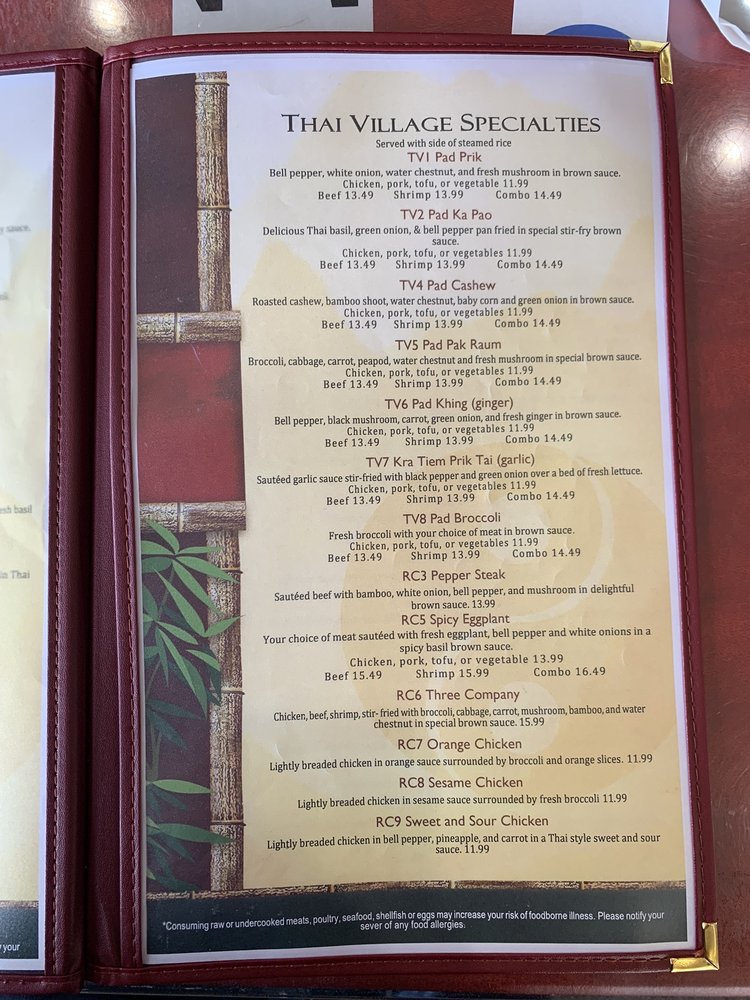 THAI VILLAGE SPECIALTIES
Served with side of steamed rice
TV1 Pad Prik
Bell pepper, white onion, water chestnut, and fresh mushroom in brown sauce.
Chicken, pork, tofu, or vegetable 11.99
Beef 13.49 Shrimp 13.99 Combo 14.49
TV2 Pad Ka Pao
Delicious Thai basil, green onion, & bell pepper pan fried in special stir-fry brown
sauce.
Chicken, pork, tofu, or vegetables 11.99
Beef 13.49 Shrimp 13.99 Combo 14.49
TV4 Pad Cashew
Roasted cashew, bamboo shoot, water chestnut, baby corn and green onion in brown sauce.
Chicken, pork, tofu, or vegetables 11.99
Beef 13.49 Shrimp 13.99 Combo 14.49
TV5 Pad Pak Raum
Broccoli, cabbage, carrot, peapod, water chestnut and fresh mushroom in special brown sauce.
Chicken, pork, tofu, or vegetables 11.99
Beef 13.49 Shrimp 13.99 Combo 14.49
TV6 Pad Khing (ginger)
Bell pepper, black mushroom, carrot, green onion, and fresh ginger in brown sauce.
Chicken, pork, tofu, or vegetables 11.99
Beef 13.49 Shrimp 13.99 Combo 14.49
TV7 Kra Tiem Prik Tai (garlic)
Sautéed garlic sauce stir-fried with black pepper and green onion over a bed of fresh lettuce.
Chicken, pork, tofu, or vegetables 11.99
Beef 13.49 Shrimp 13.99 Combo 14.49
TV8 Pad Broccoli
Fresh broccoli with your choice of meat in brown sauce.
Chicken, pork, tofu, or vegetables 11.99
Beef 13.49 Shrimp 13.99 Combo 14.49
RC3 Pepper Steak
Sautéed beef with bamboo, white onion, bell pepper, and mushroom in delightful
brown sauce. 13.99
RC5 Spicy Eggplant
Your choice of meat sautéed with fresh eggplant, bell pepper and white onions in a
spicy basil brown sauce.
Chicken, pork, tofu, or vegetable 13.99
Beef 15.49 Shrimp 15.99 Combo 16.49
RC6 Three Company
Chicken, beef, shrimp, stir- fried with broccoli, cabbage, carrot, mushroom, bamboo, and water
chestnut in special brown sauce. 15.99
RC7 Orange Chicken
Lightly breaded chicken in orange sauce surrounded by broccoli and orange slices. 11.99
RC8 Sesame Chicken
Lightly breaded chicken in sesame sauce surrounded by fresh broccoli 11.99
RC9 Sweet and Sour Chicken
Lightly breaded chicken in bell pepper, pineapple, and carrot in a Thai style sweet and sour
sauce. 11.99
*Consuming raw or undercooked meats, poultry, seafood, shellfish or eggs may increase your risk of foodborne illness. Please notify your
sever of any food allergies.
sauce.
basil
in Thai
your